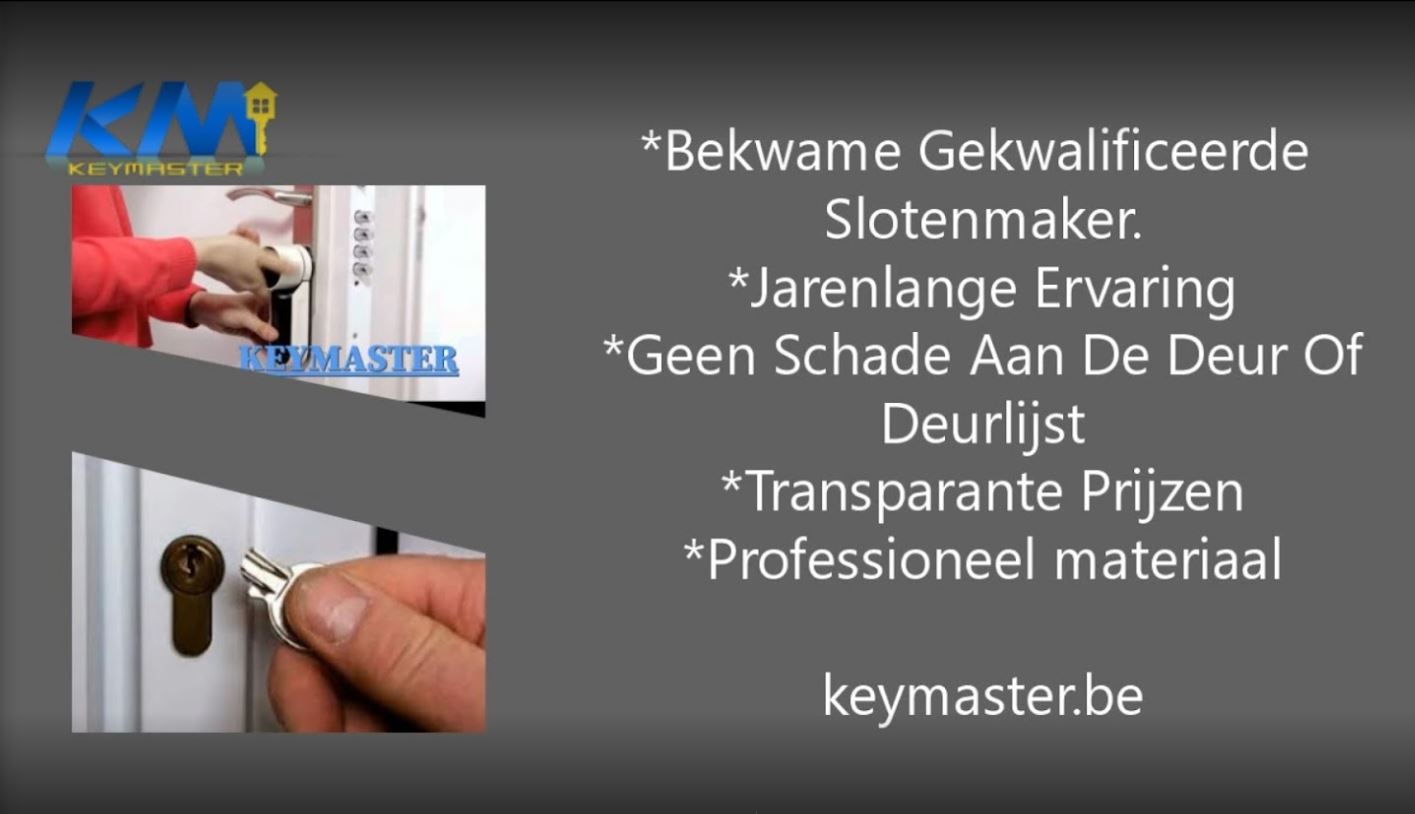 KM
KEYMASTER
KEYMASTER
*Bekwame Gekwalificeerde
Slotenmaker.
*Jarenlange Ervaring
*Geen Schade Aan De Deur Of
Deurlijst
*Transparante Prijzen
*Professioneel materiaal
keymaster.be